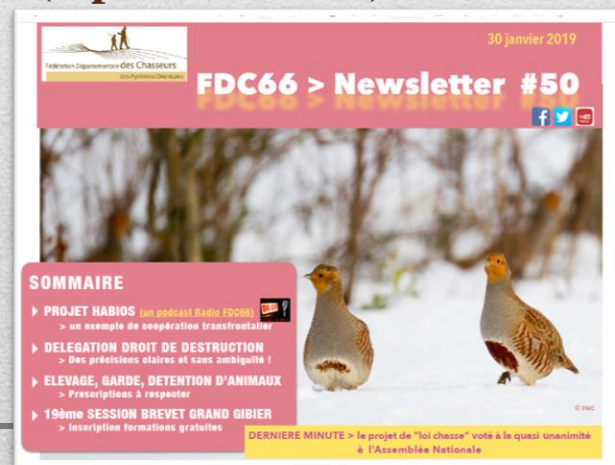 30 janvier 2019
Fédération Départementale des Chasseurs
des Pyrénées Orientales
FDC66 > Newsletter #50
SOMMAIRE
PROJET HABIOS (un podcast Radio FDC66)
> un exemple de coopération transfrontalier
DELEGATION DROIT DE DESTRUCTION
> Des précisions claires et sans ambiguïté !
ELEVAGE, GARDE, DETENTION D'ANIMAUX
> Prescriptions à respecter
19ème SESSION BREVET GRAND GIBIER
> Inscription formations gratuites
© FNC
DERNIERE MINUTE > le projet de "loi chasse" voté à la quasi unanimité
à l'Assemblée Nationale